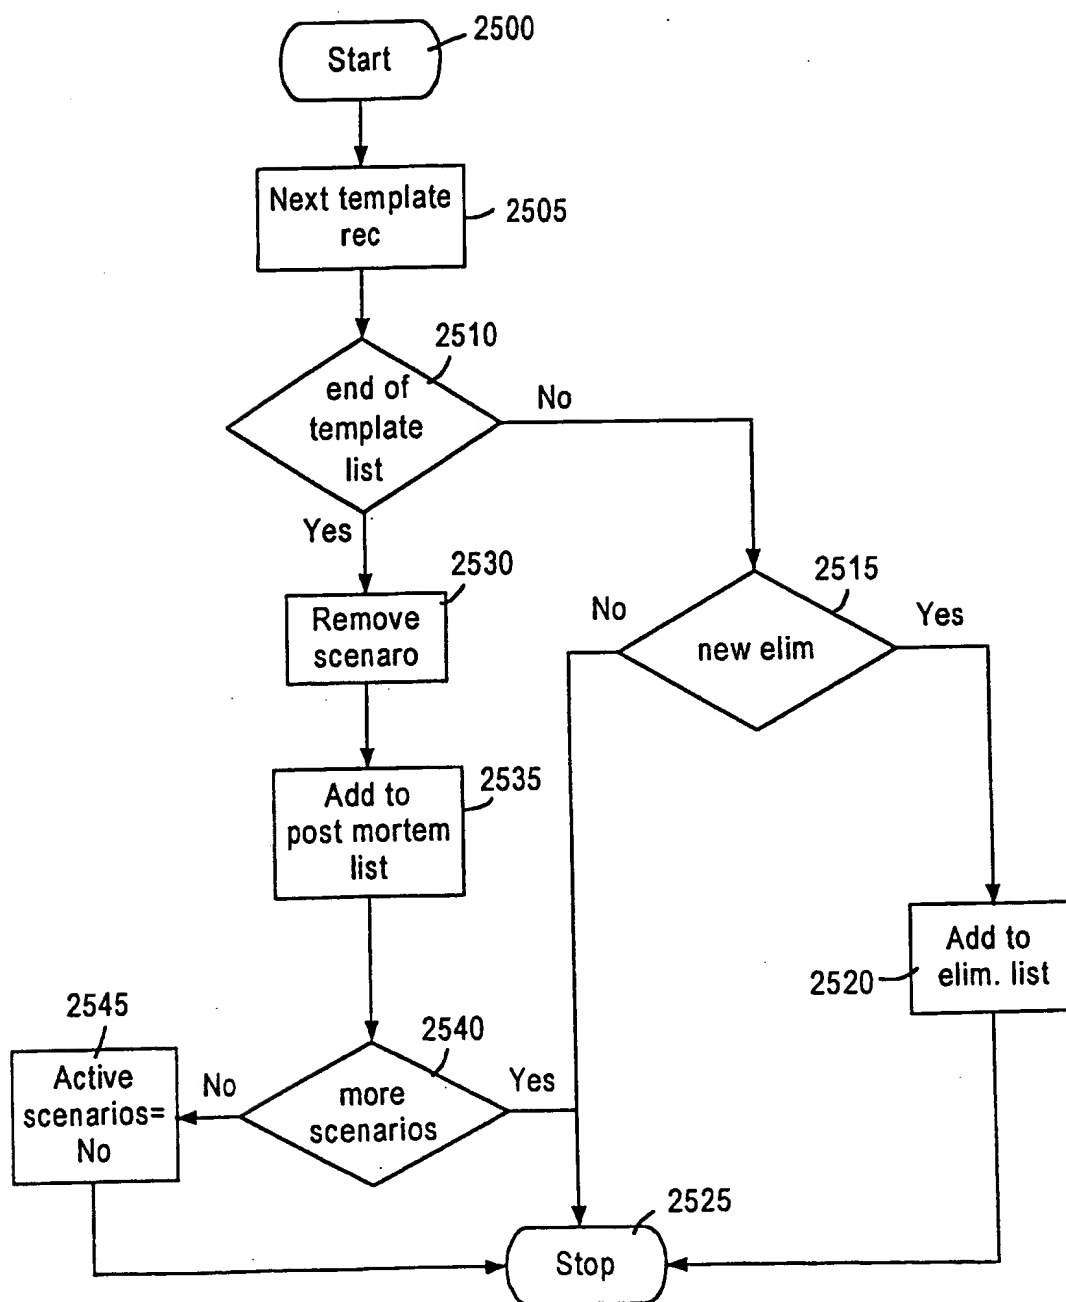 2500
Start
Next template
rec
2505
2510
end of
template
list
No
Yes
2530
Remove
scenaro
2515
No
new elim
Yes
2535
Add to
post mortem
list
Add to
elim. list
2520
2545
Active
scenarios=
No
No
2540
more
scenarios
Yes
2525
Stop